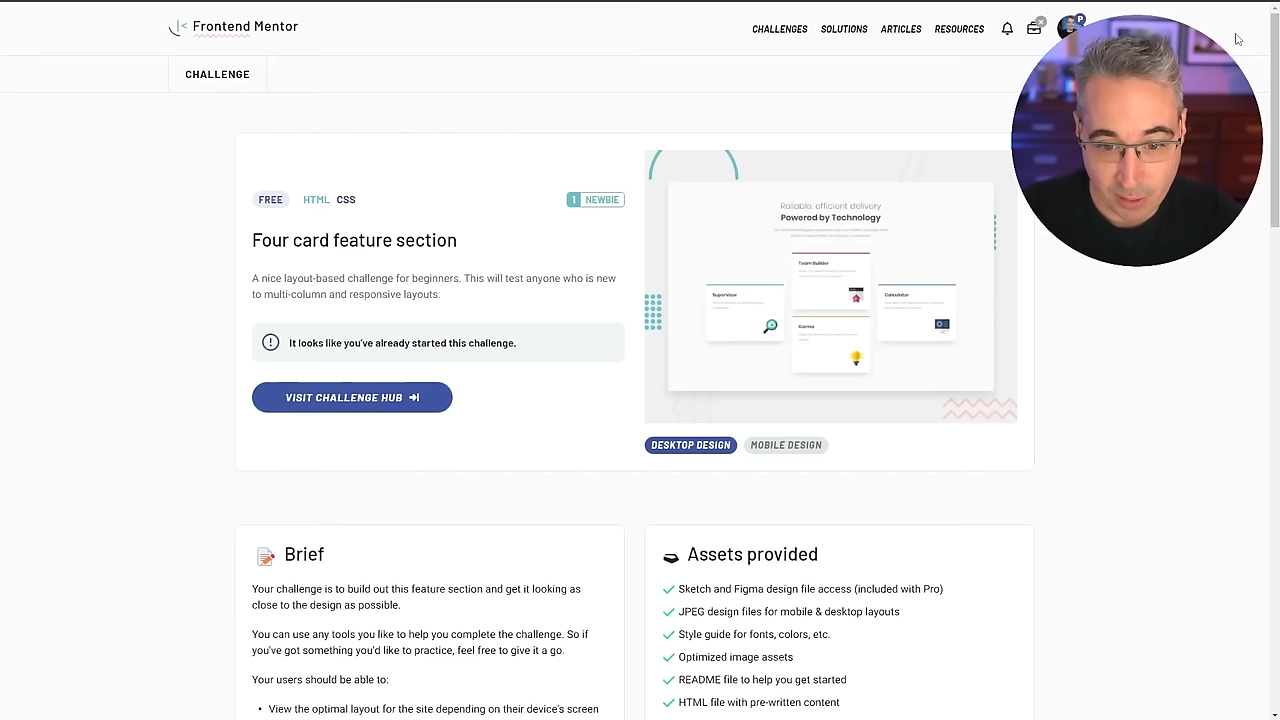 Frontend Mentor
CHALLENGES SOLUTIONS ARTICLES RESOURCES
P
CHALLENGE
FREE HTML CSS
1 NEWBIE
Four card feature section
A nice layout-based challenge for beginners. This will test anyone who is new
to multi-column and responsive layouts.
It looks like you've already started this challenge.
VISIT CHALLENGE HUB
Reliable, efficient delivery
Powered by Technology
Team Builder
Supervisor
Calculator
Karma
DESKTOP DESIGN MOBILE DESIGN
Brief
Your challenge is to build out this feature section and get it looking as
close to the design as possible.
You can use any tools you like to help you complete the challenge. So if
you've got something you'd like to practice, feel free to give it a go.
Your users should be able to:
• View the optimal layout for the site depending on their device's screen
Assets provided
Sketch and Figma design file access (included with Pro)
JPEG design files for mobile & desktop layouts
Style guide for fonts, colors, etc.
Optimized image assets
README file to help you get started
HTML file with pre-written content